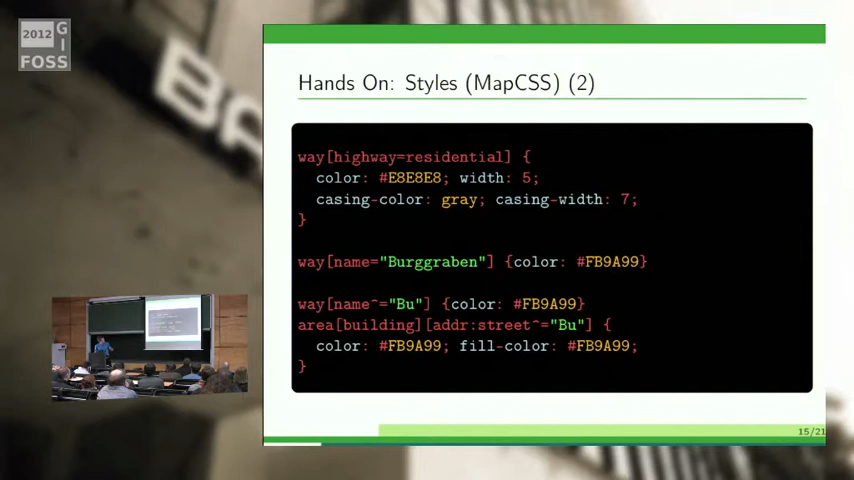 2012
GI
FOSS
BA
Hands On: Styles (MapCSS) (2)
way[highway=residential] {
color: #E8E8E8; width: 5;
casing-color: gray; casing-width: 7;
}
way[name="Burggraben"] {color: #FB9A99}
way[name^="Bu"] {color: #FB9A99}
area[building][addr:street^="Bu"] {
color: #FB9A99; fill-color: #FB9A99;
}
15/21